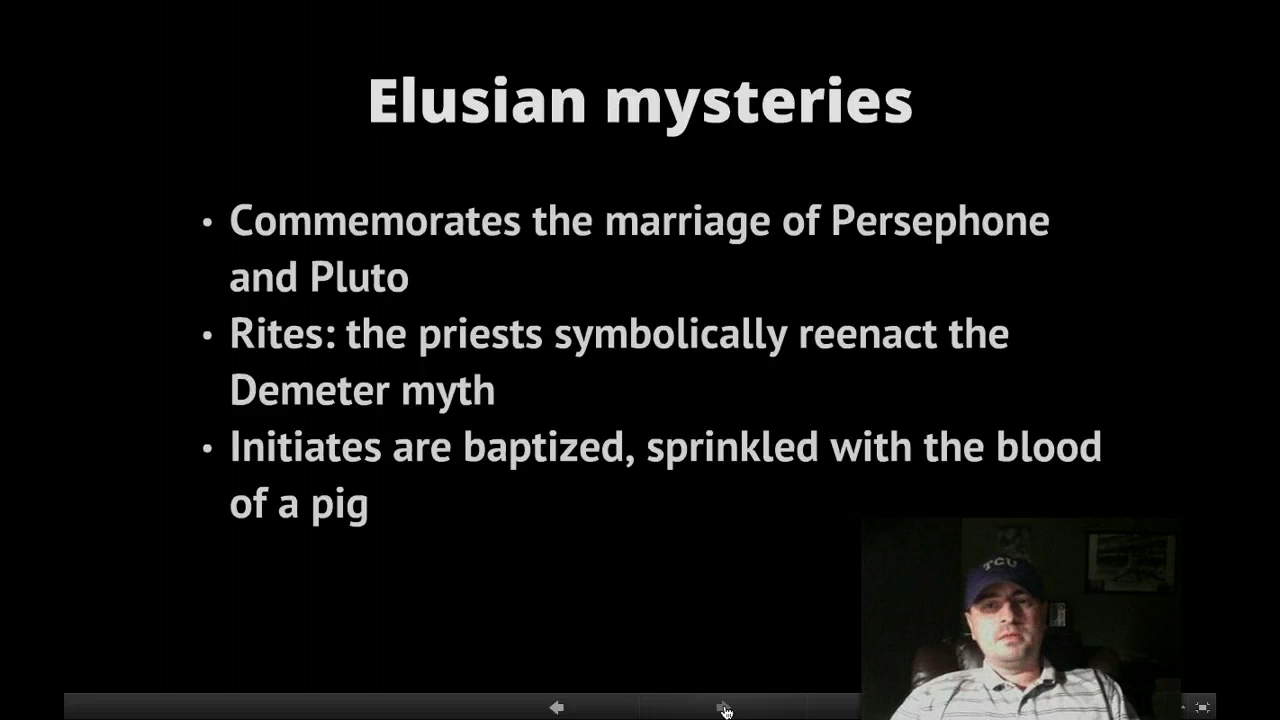 Elusian mysteries
• Commemorates the marriage of Persephone
and Pluto
• Rites: the priests symbolically reenact the
Demeter myth
• Initiates are baptized, sprinkled with the blood
of a pig
TCU